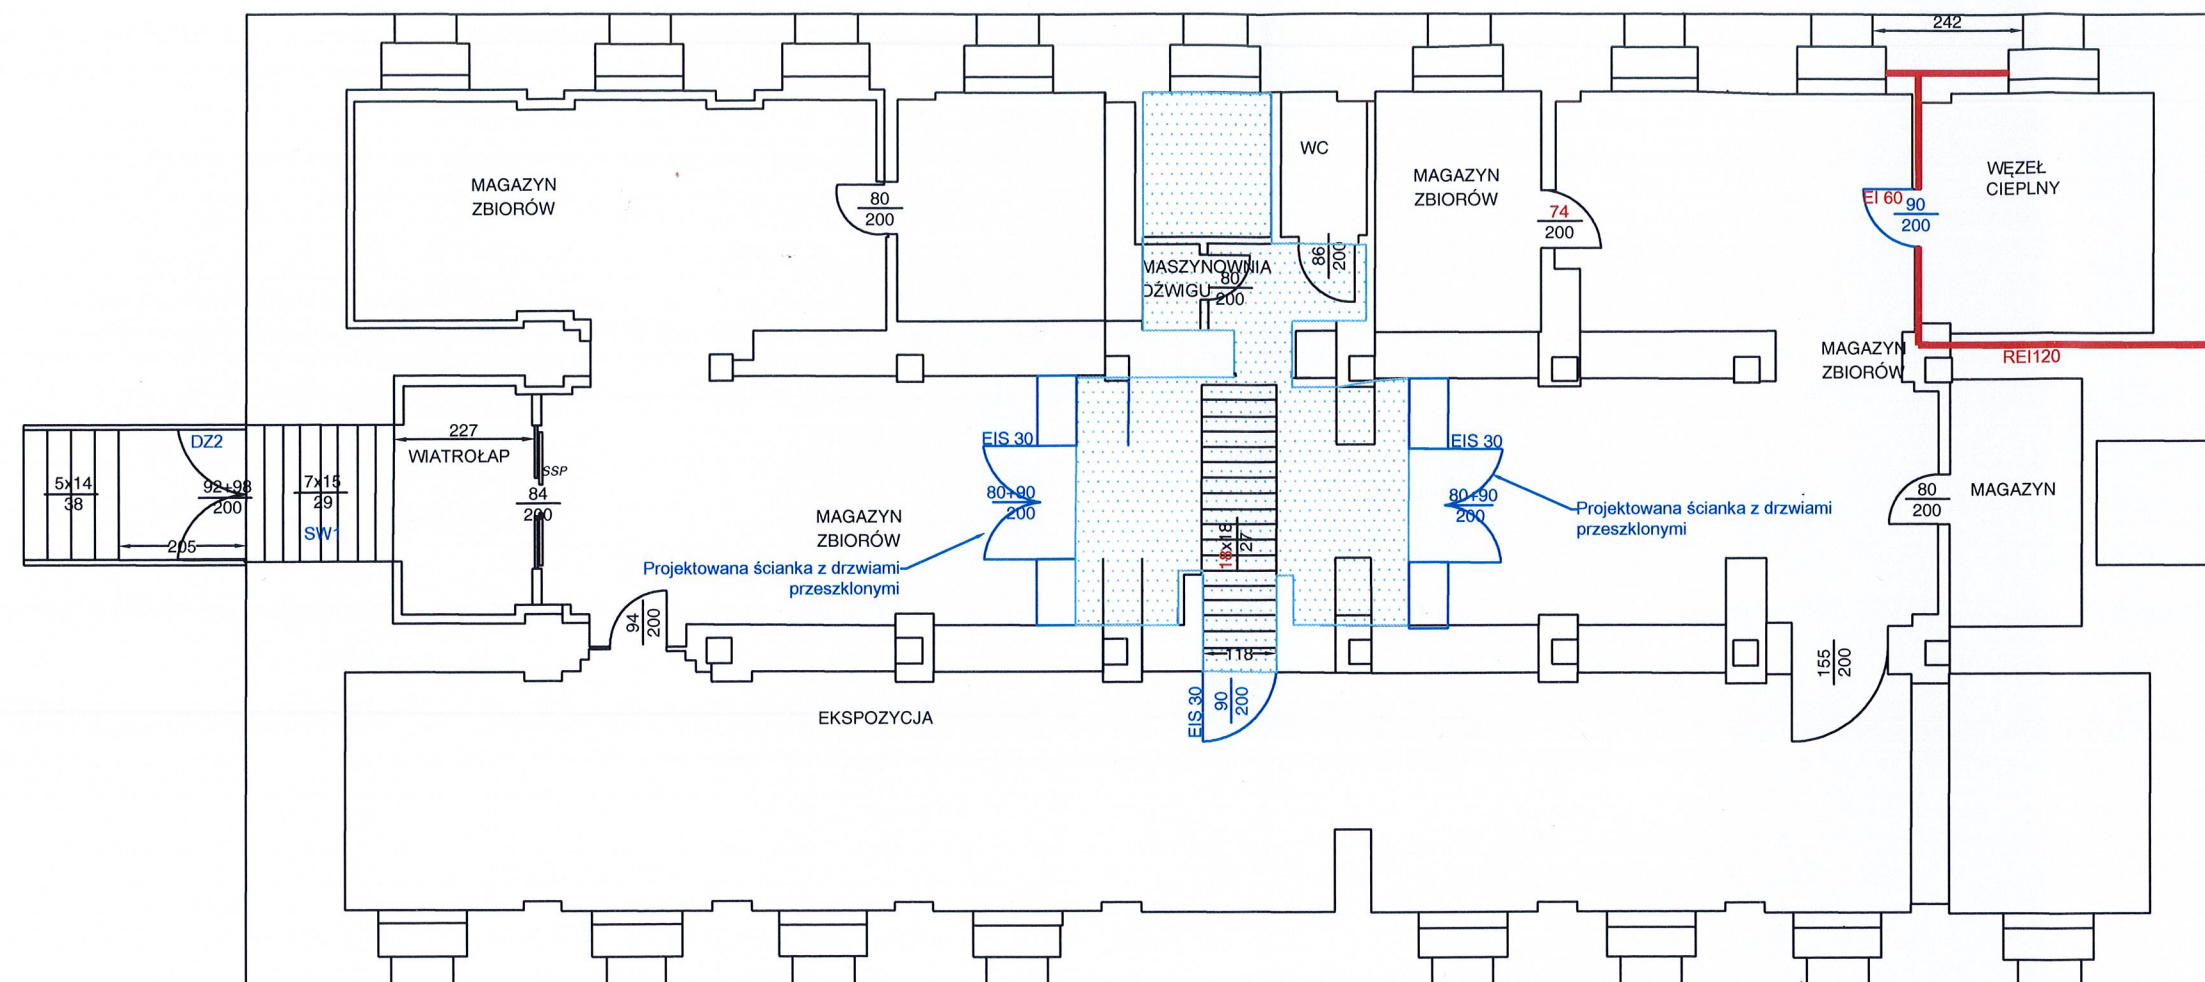 242
WC
MAGAZYN
ZBIORÓW
MAGAZYN
ZBIORÓW
WĘZEŁ
CIEPLNY
80
200
74
200
EI 60
90
200
86
200
MASZYNOWNIA
DŹWIGU
80
200
MAGAZYN
ZBIORÓW
REI120
DZ2
227
WIATROŁAP
SSP
EIS 30
EIS 30
5x14
38
92+98
200
7x15
29
SW1
205
84
200
80+90
200
80+90
200
80
200
MAGAZYN
MAGAZYN
ZBIORÓW
Projektowana ścianka z drzwiami
przeszklonymi
Projektowana ścianka z drzwiami
przeszklonymi
18x18
27
94
200
118
155
200
EIS 30
90
200
EKSPOZYCJA